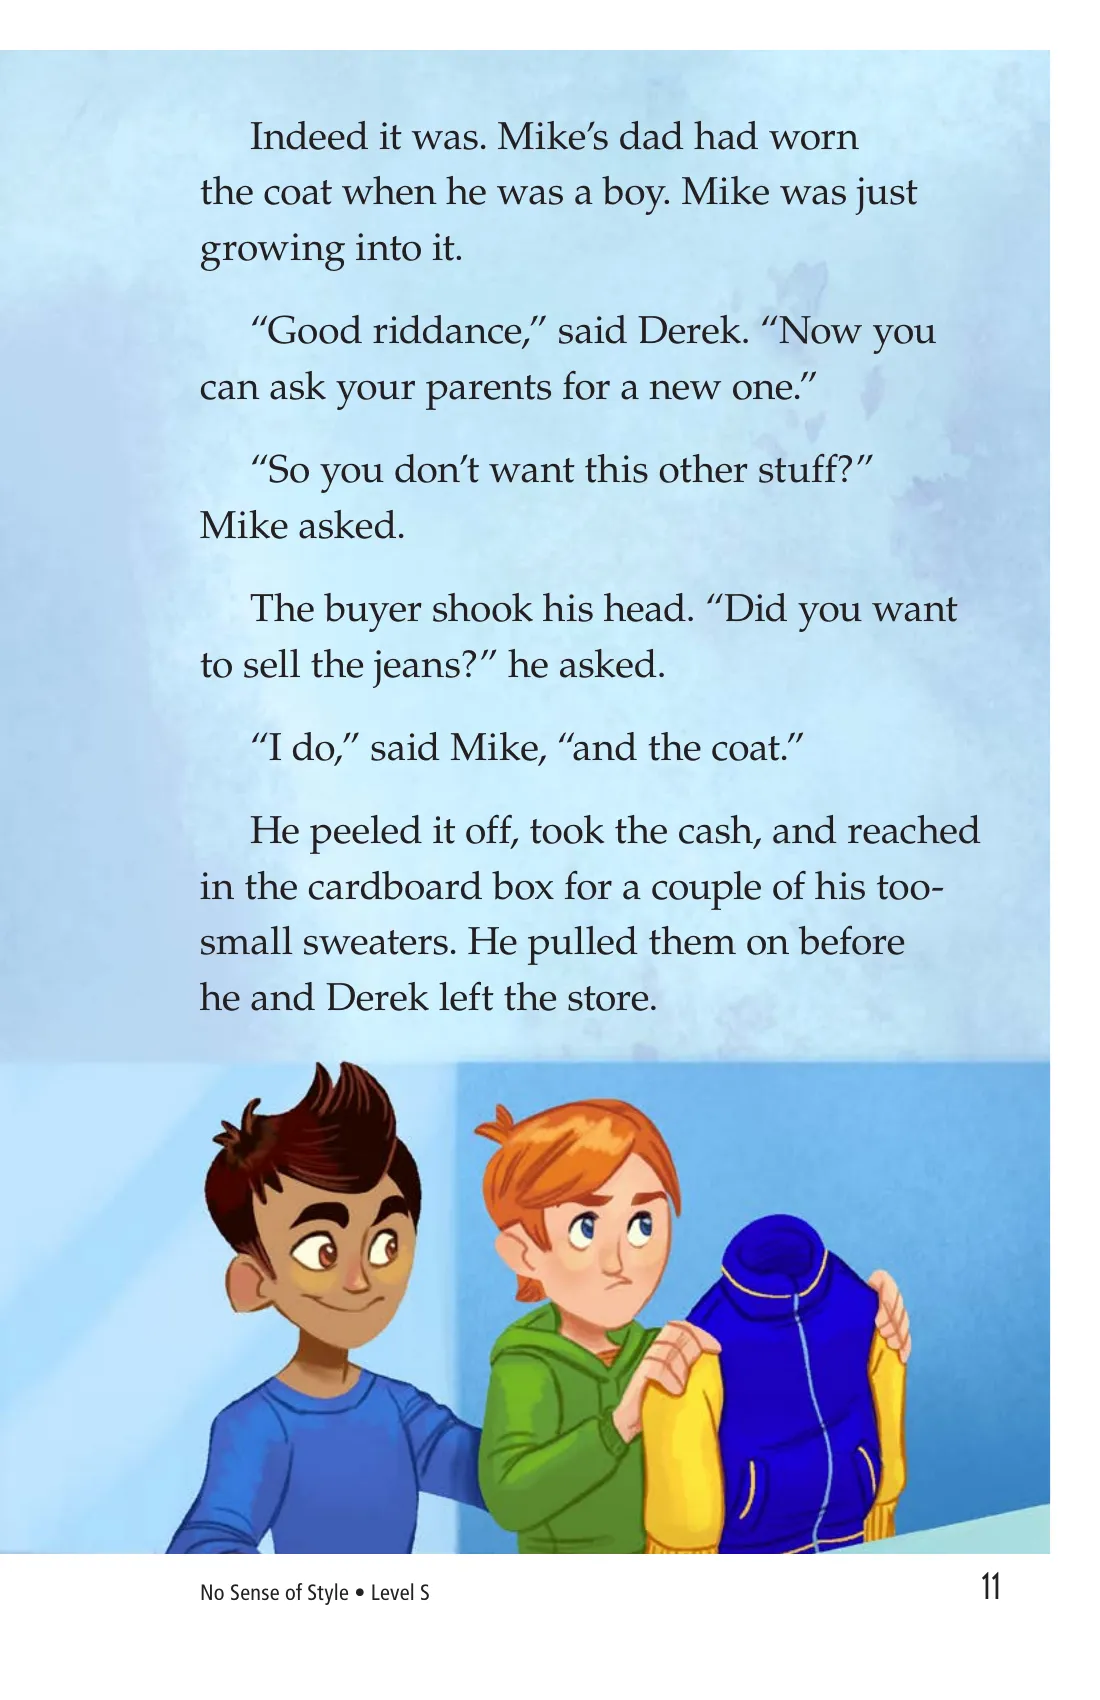 Indeed it was. Mike’s dad had worn
the coat when he was a boy. Mike was just
growing into it.
“Good riddance,” said Derek. “Now you
can ask your parents for a new one.”
“So you don’t want this other stuff?”
Mike asked.
The buyer shook his head. “Did you want
to sell the jeans?” he asked.
“I do,” said Mike, “and the coat.”
He peeled it off, took the cash, and reached
in the cardboard box for a couple of his too-
small sweaters. He pulled them on before
he and Derek left the store.
No Sense of Style • Level S
11